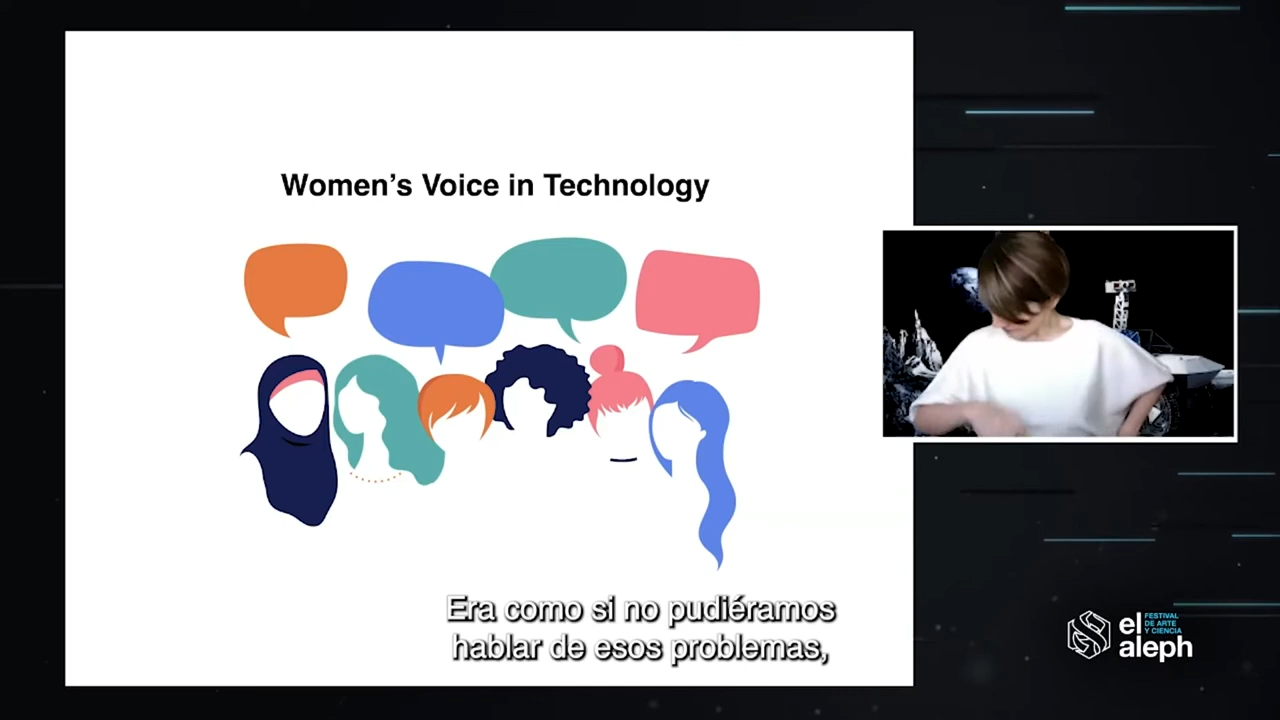 Women’s Voice in Technology
Era como si no pudiéramos
hablar de esos problemas,
el aleph
FESTIVAL
DE ARTE
Y CIENCIA